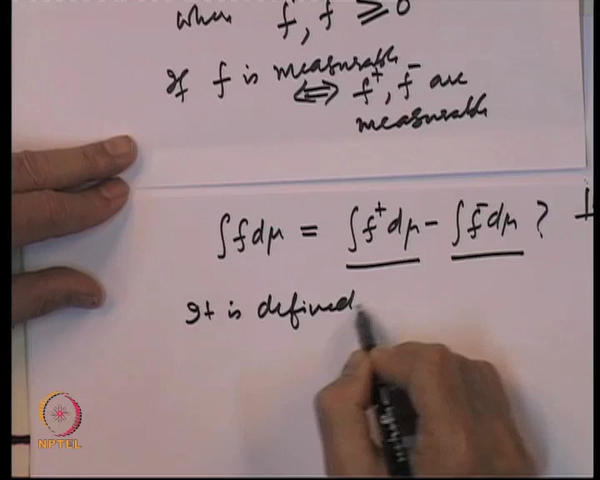 when f⁺, f⁻ ≥ 0
If f is measurable
⟺ f⁺, f⁻ are
measurable
∫f dμ = ∫f⁺dμ - ∫f⁻dμ ?
It is defined
NPTEL